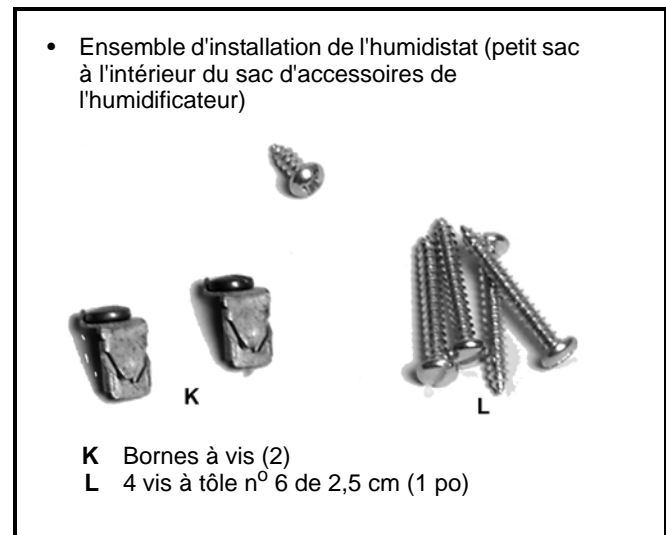 • Ensemble d'installation de l'humidistat (petit sac
à l'intérieur du sac d'accessoires de
l'humidificateur)
K
L
K Bornes à vis (2)
L 4 vis à tôle nº 6 de 2,5 cm (1 po)